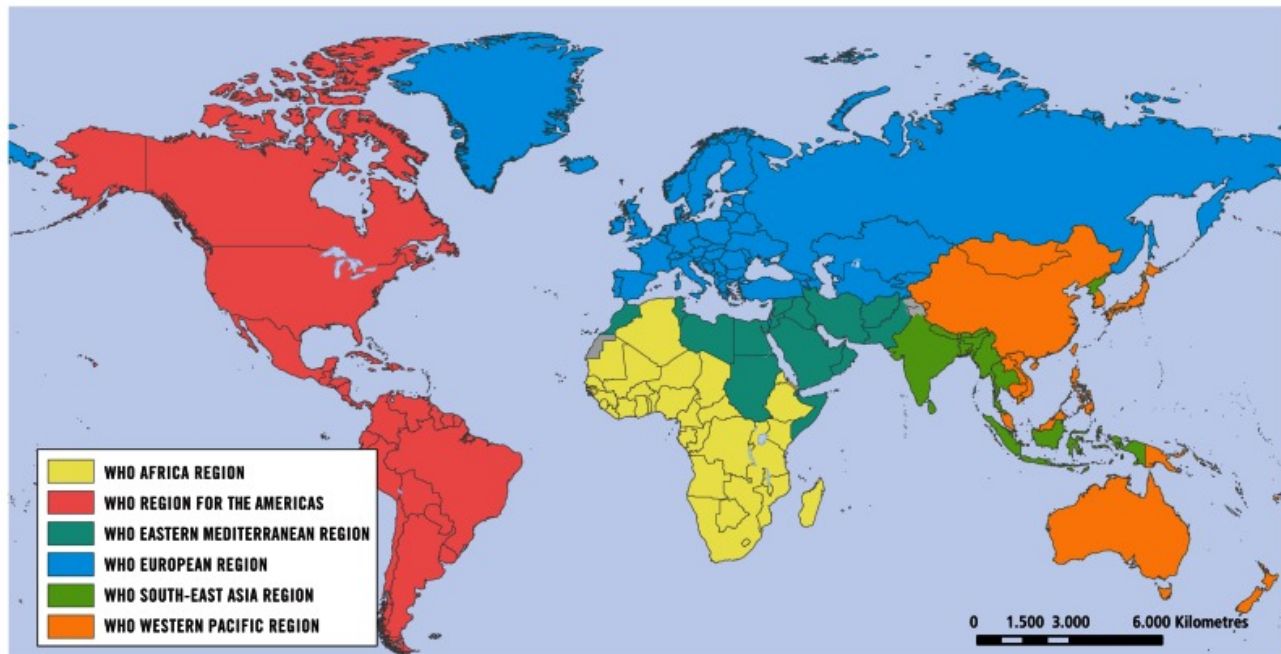 WHO AFRICA REGION
WHO REGION FOR THE AMERICAS
WHO EASTERN MEDITERRANEAN REGION
WHO EUROPEAN REGION
WHO SOUTH-EAST ASIA REGION
WHO WESTERN PACIFIC REGION
0 1.500 3.000 6.000 Kilometres